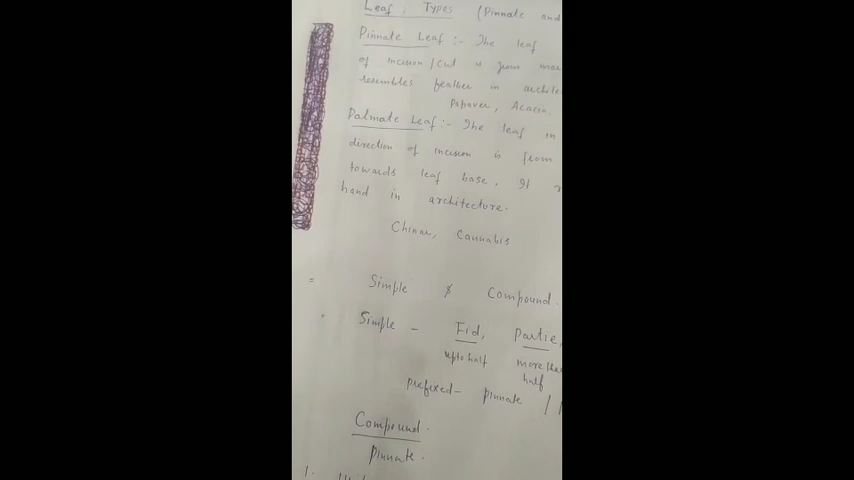 Leaf : Types (Pinnate and
Pinnate Leaf :- The leaf
of incision/cut is from
resembles feather in
Papaver, Acacia.
Palmate Leaf :- The leaf in
direction of incision is from
towards leaf base. It
hand in architecture.
Chinar, Cannabis
= Simple & Compound.
Simple - Fid, Partie,
upto half more
half
prefixed- pinnate /
Compound.
Pinnate.
1.